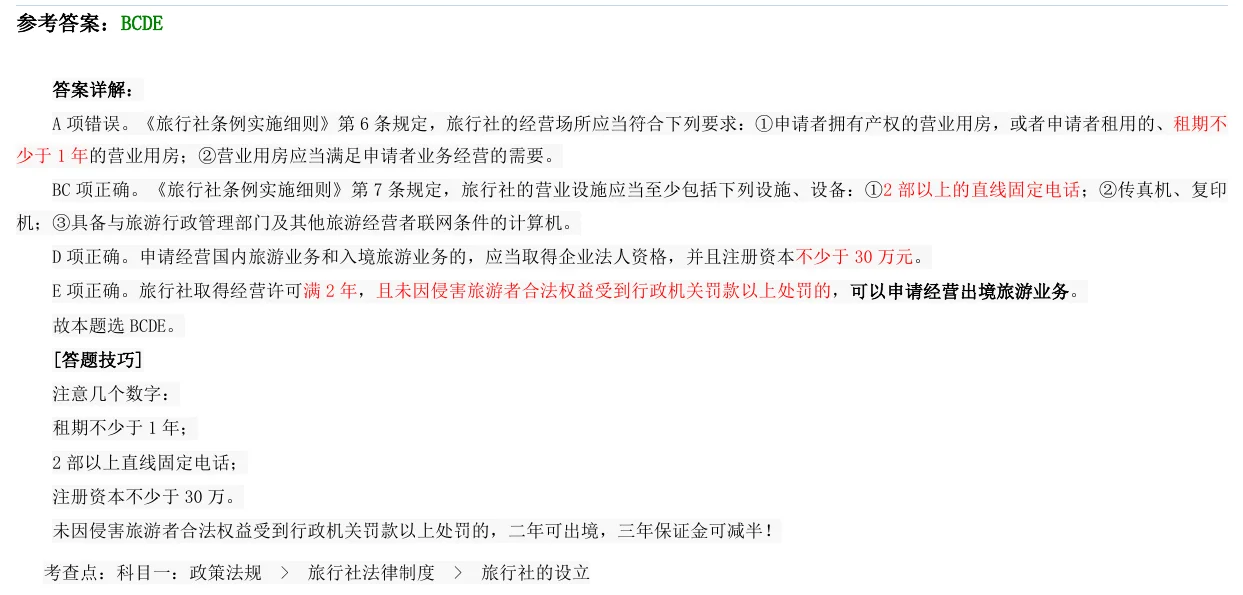 参考答案：BCDE
答案详解：
A 项错误。《旅行社条例实施细则》第 6 条规定，旅行社的经营场所应当符合下列要求：①申请者拥有产权的营业用房，或者申请者租用的、租期不
少于 1 年的营业用房；②营业用房应当满足申请者业务经营的需要。
BC 项正确。《旅行社条例实施细则》第 7 条规定，旅行社的营业设施应当至少包括下列设施、设备：①2 部以上的直线固定电话；②传真机、复印
机；③具备与旅游行政管理部门及其他旅游经营者联网条件的计算机。
D 项正确。申请经营国内旅游业务和入境旅游业务的，应当取得企业法人资格，并且注册资本不少于 30 万元。
E 项正确。旅行社取得经营许可满 2 年，且未因侵害旅游者合法权益受到行政机关罚款以上处罚的，可以申请经营出境旅游业务。
故本题选 BCDE。
[答题技巧]
注意几个数字：
租期不少于 1 年；
2 部以上直线固定电话；
注册资本不少于 30 万。
未因侵害旅游者合法权益受到行政机关罚款以上处罚的，二年可出境，三年保证金可减半！
考查点：科目一：政策法规 > 旅行社法律制度 > 旅行社的设立